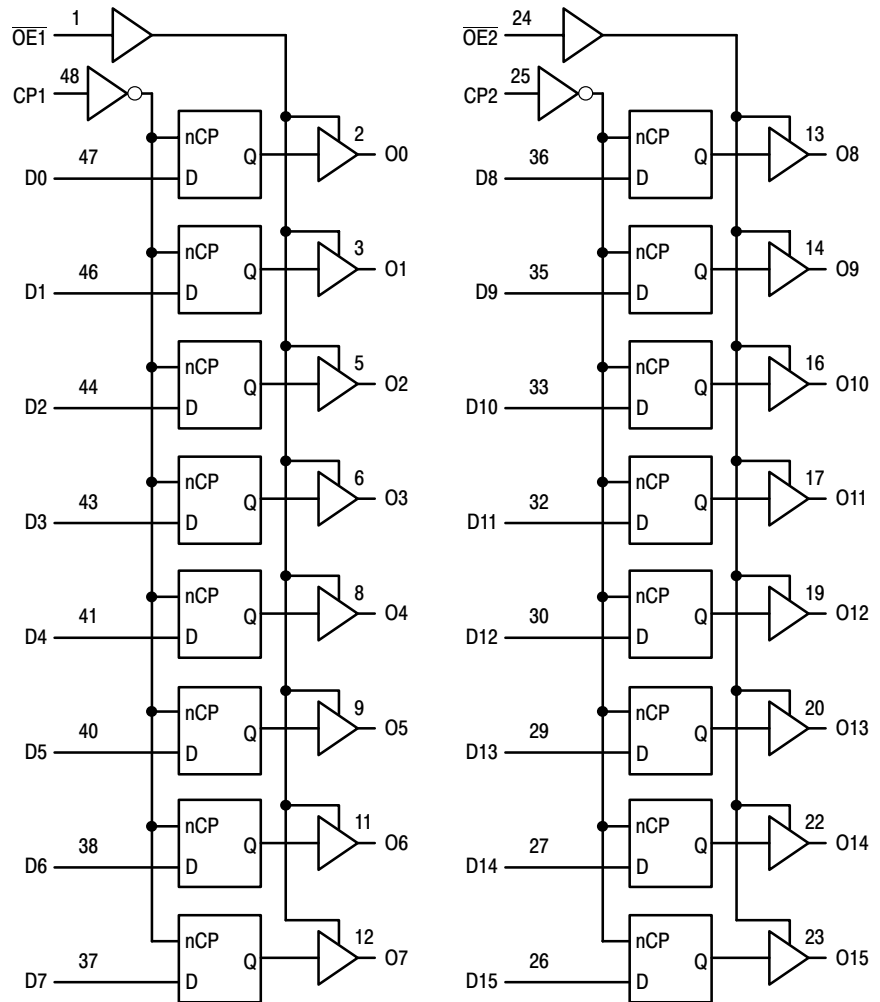 OE1 1
CP1 48
nCP
D0 47 D Q 2 O0
nCP
D1 46 D Q 3 O1
nCP
D2 44 D Q 5 O2
nCP
D3 43 D Q 6 O3
nCP
D4 41 D Q 8 O4
nCP
D5 40 D Q 9 O5
nCP
D6 38 D Q 11 O6
nCP
D7 37 D Q 12 O7
OE2 24
CP2 25
nCP
D8 36 D Q 13 O8
nCP
D9 35 D Q 14 O9
nCP
D10 33 D Q 16 O10
nCP
D11 32 D Q 17 O11
nCP
D12 30 D Q 19 O12
nCP
D13 29 D Q 20 O13
nCP
D14 27 D Q 22 O14
nCP
D15 26 D Q 23 O15